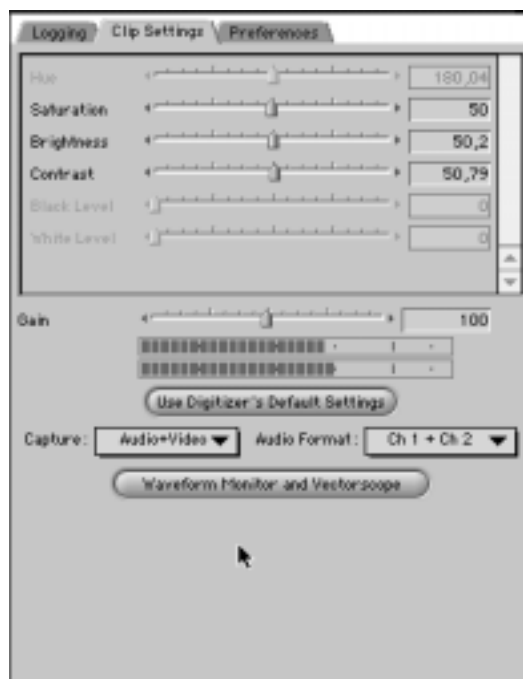 Logging Clip Settings Preferences
Hue 180,04
Saturation 50
Brightness 50,2
Contrast 50,79
Black Level 0
White Level 0
Gain 100
Use Digitizer's Default Settings
Capture: Audio+Video Audio Format: Ch 1 + Ch 2
Waveform Monitor and Vectorscope